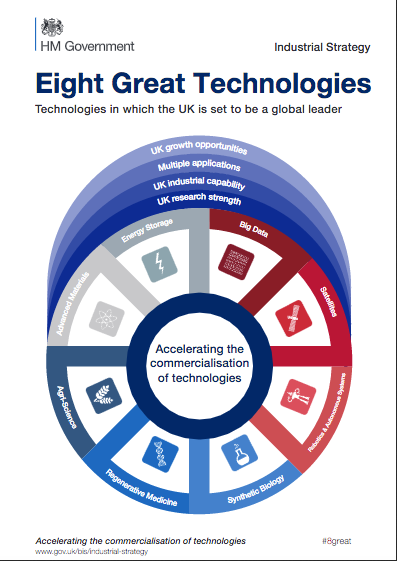 HM Government
Industrial Strategy
Eight Great Technologies
Technologies in which the UK is set to be a global leader
UK growth opportunities
Multiple applications
UK industrial capability
UK research strength
Energy Storage
Big Data
Advanced Materials
Satellites
Accelerating the
commercialisation
of technologies
Agri-Science
Robotics & Autonomous Systems
Regenerative Medicine
Synthetic Biology
Accelerating the commercialisation of technologies
#8great
www.gov.uk/bis/industrial-strategy